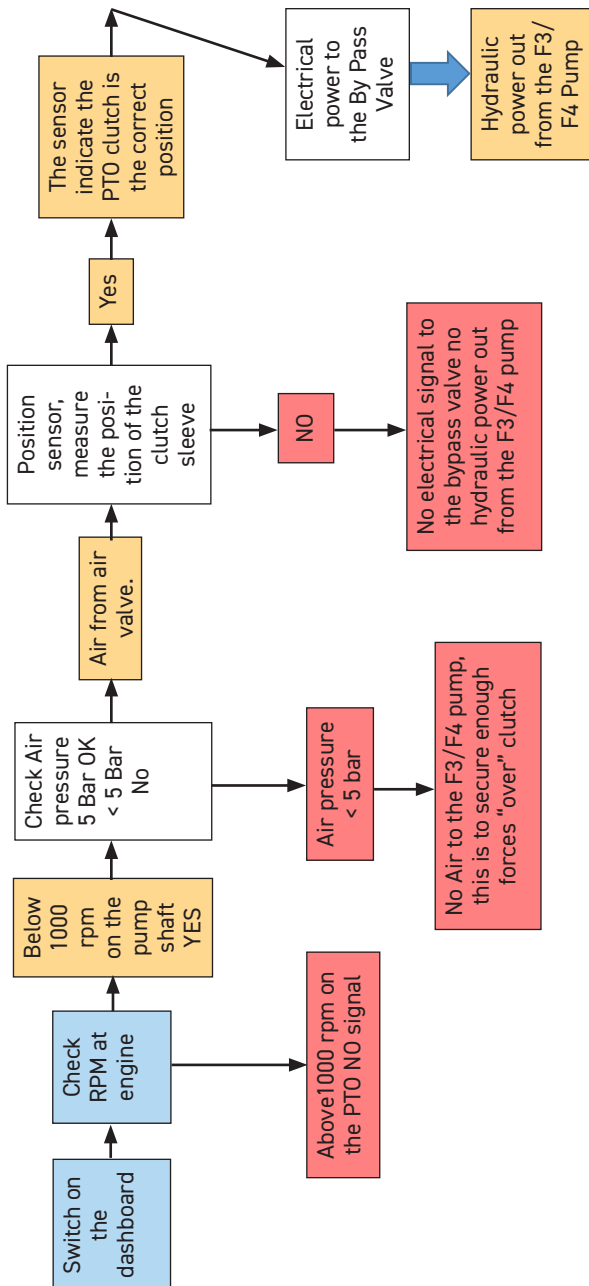 Switch on
the
dashboard
Check
RPM at
engine
Above1000 rpm on
the PTO NO signal
Below
1000
rpm
on the
pump
shaft
YES
Check Air
pressure
5 Bar OK
< 5 Bar
No
Air pressure
< 5 bar
No Air to the F3/F4 pump,
this is to secure enough
forces “over” clutch
Air from air
valve.
Position
sensor,
measure
the posi-
tion of the
clutch
sleeve
NO
No electrical signal to
the bypass valve no
hydraulic power out
from the F3/F4 pump
Yes
The sensor
indicate the
PTO clutch is
the correct
position
Electrical
power to
the By Pass
Valve
Hydraulic
power out
from the F3/
F4 Pump